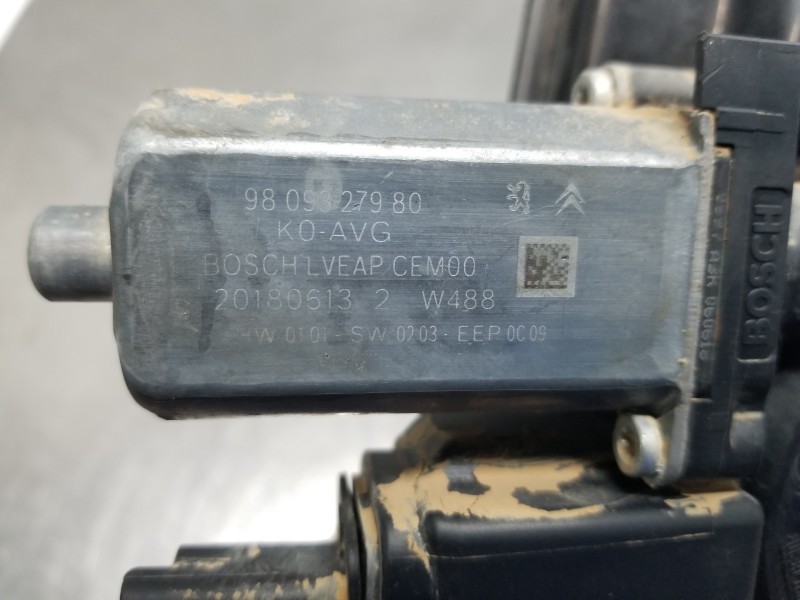 98 093 279 80
KO-AVG
BOSCH LVEAP CEM00
20180613 2 W488
HW 0101 - SW 0203 - EEP 0C09
BOSCH